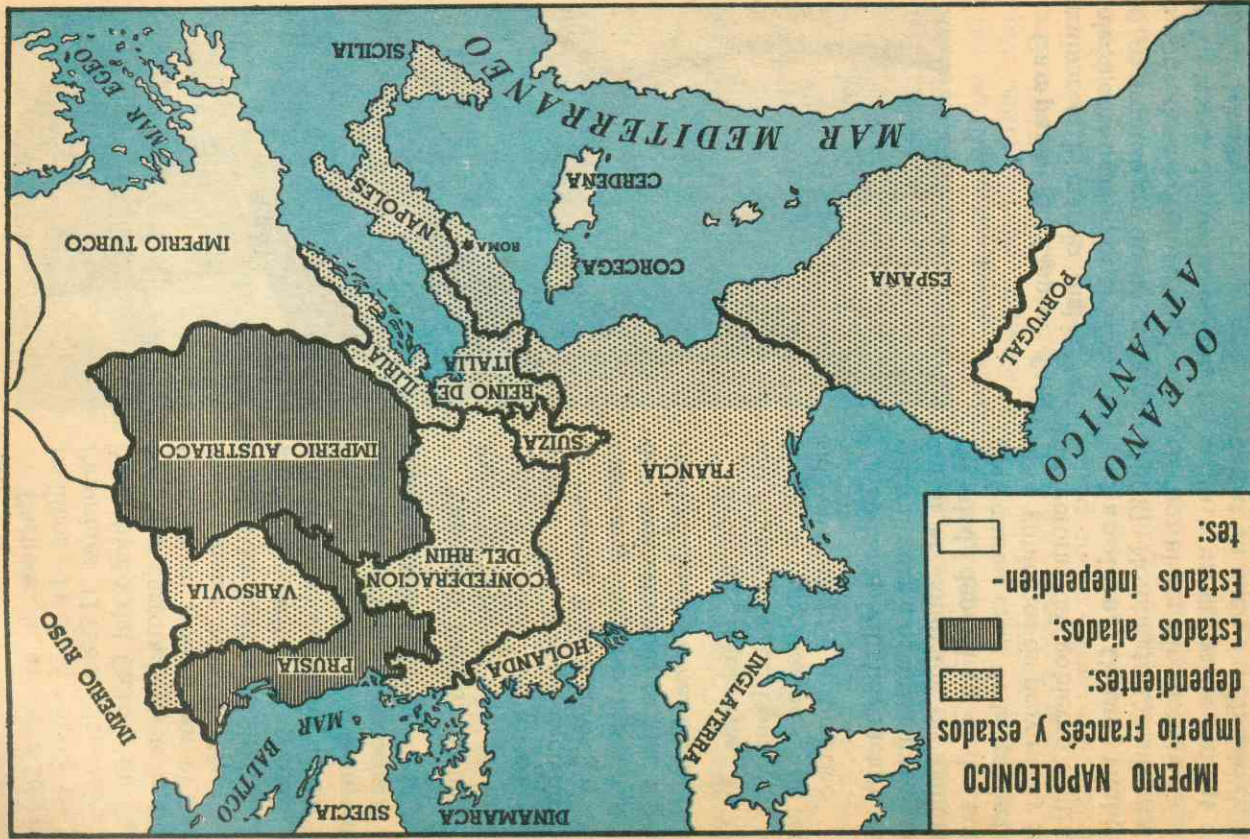 IMPERIO NAPOLEONICO
Imperio francés y estados
dependientes:
Estados aliados:
Estados independien-
tes:
OCEANO
ATLANTICO
INGLATERRA
DINAMARCA
SUECIA
MAR
BALTICO
HOLANDA
PRUSIA
IMPERIO RUSO
CONFEDERACION
DEL RHIN
VARSOVIA
FRANCIA
SUIZA
IMPERIO AUSTRIACO
REINO DE
ITALIA
ILIRIA
PORTUGAL
ESPAÑA
CORCEGA
ROMA
IMPERIO TURCO
CERDEÑA
NAPOLES
MAR MEDITERRANEO
SICILIA
MAR EGEO